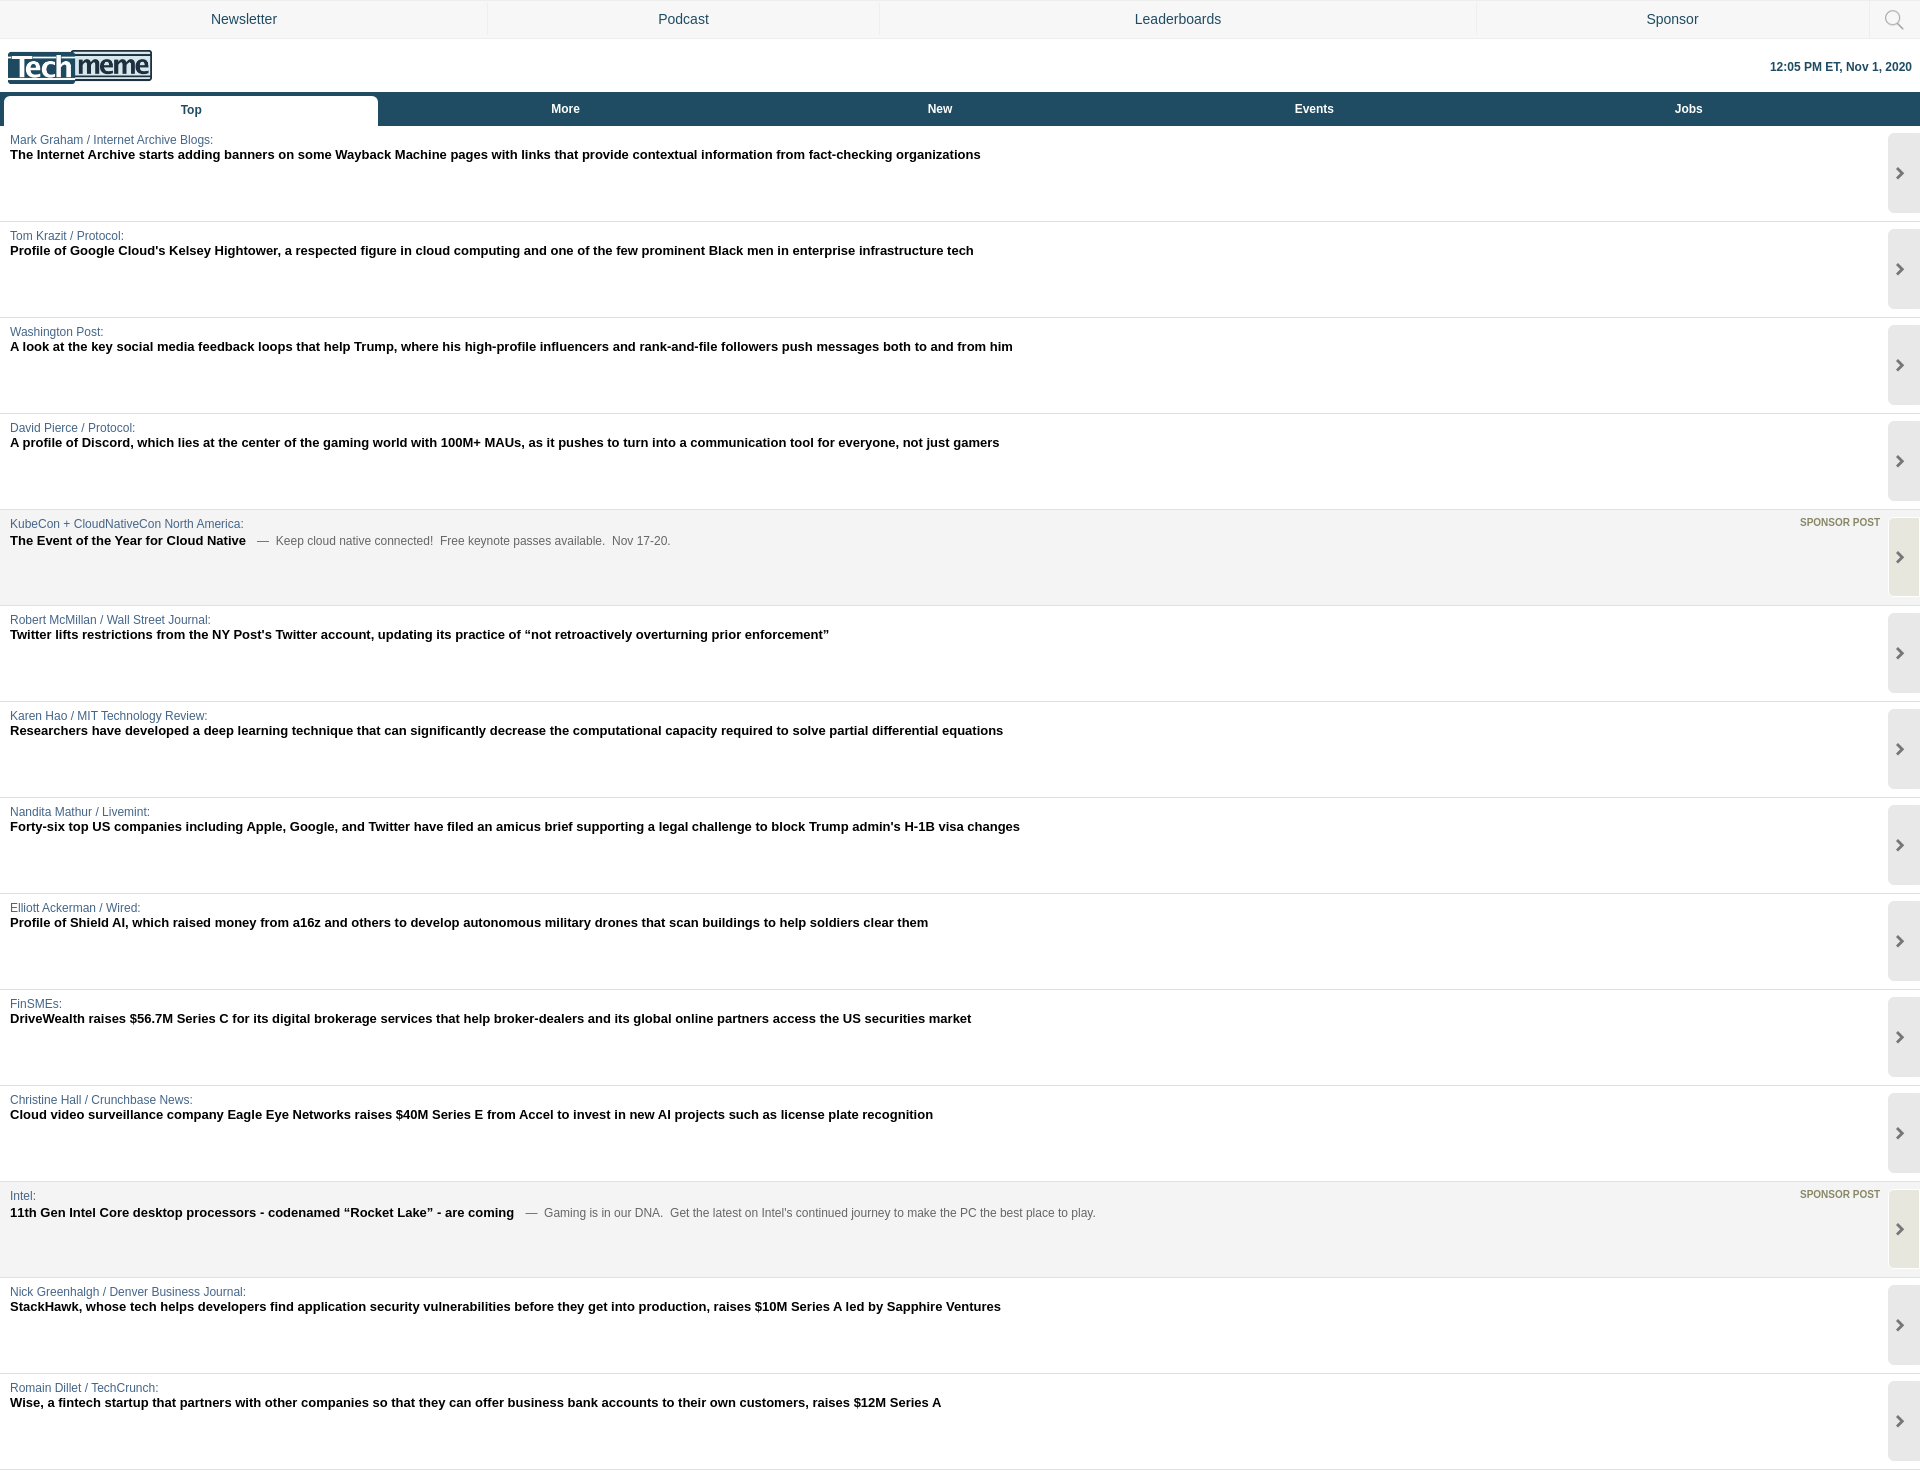 Newsletter
Podcast
Leaderboards
Sponsor
Techmeme
12:05 PM ET, Nov 1, 2020
Top
More
New
Events
Jobs
Mark Graham / Internet Archive Blogs:
The Internet Archive starts adding banners on some Wayback Machine pages with links that provide contextual information from fact-checking organizations
Tom Krazit / Protocol:
Profile of Google Cloud's Kelsey Hightower, a respected figure in cloud computing and one of the few prominent Black men in enterprise infrastructure tech
Washington Post:
A look at the key social media feedback loops that help Trump, where his high-profile influencers and rank-and-file followers push messages both to and from him
David Pierce / Protocol:
A profile of Discord, which lies at the center of the gaming world with 100M+ MAUs, as it pushes to turn into a communication tool for everyone, not just gamers
KubeCon + CloudNativeCon North America:
SPONSOR POST
The Event of the Year for Cloud Native — Keep cloud native connected! Free keynote passes available. Nov 17-20.
Robert McMillan / Wall Street Journal:
Twitter lifts restrictions from the NY Post's Twitter account, updating its practice of “not retroactively overturning prior enforcement”
Karen Hao / MIT Technology Review:
Researchers have developed a deep learning technique that can significantly decrease the computational capacity required to solve partial differential equations
Nandita Mathur / Livemint:
Forty-six top US companies including Apple, Google, and Twitter have filed an amicus brief supporting a legal challenge to block Trump admin's H-1B visa changes
Elliott Ackerman / Wired:
Profile of Shield AI, which raised money from a16z and others to develop autonomous military drones that scan buildings to help soldiers clear them
FinSMEs:
DriveWealth raises $56.7M Series C for its digital brokerage services that help broker-dealers and its global online partners access the US securities market
Christine Hall / Crunchbase News:
Cloud video surveillance company Eagle Eye Networks raises $40M Series E from Accel to invest in new AI projects such as license plate recognition
Intel:
SPONSOR POST
11th Gen Intel Core desktop processors - codenamed “Rocket Lake” - are coming — Gaming is in our DNA. Get the latest on Intel's continued journey to make the PC the best place to play.
Nick Greenhalgh / Denver Business Journal:
StackHawk, whose tech helps developers find application security vulnerabilities before they get into production, raises $10M Series A led by Sapphire Ventures
Romain Dillet / TechCrunch:
Wise, a fintech startup that partners with other companies so that they can offer business bank accounts to their own customers, raises $12M Series A